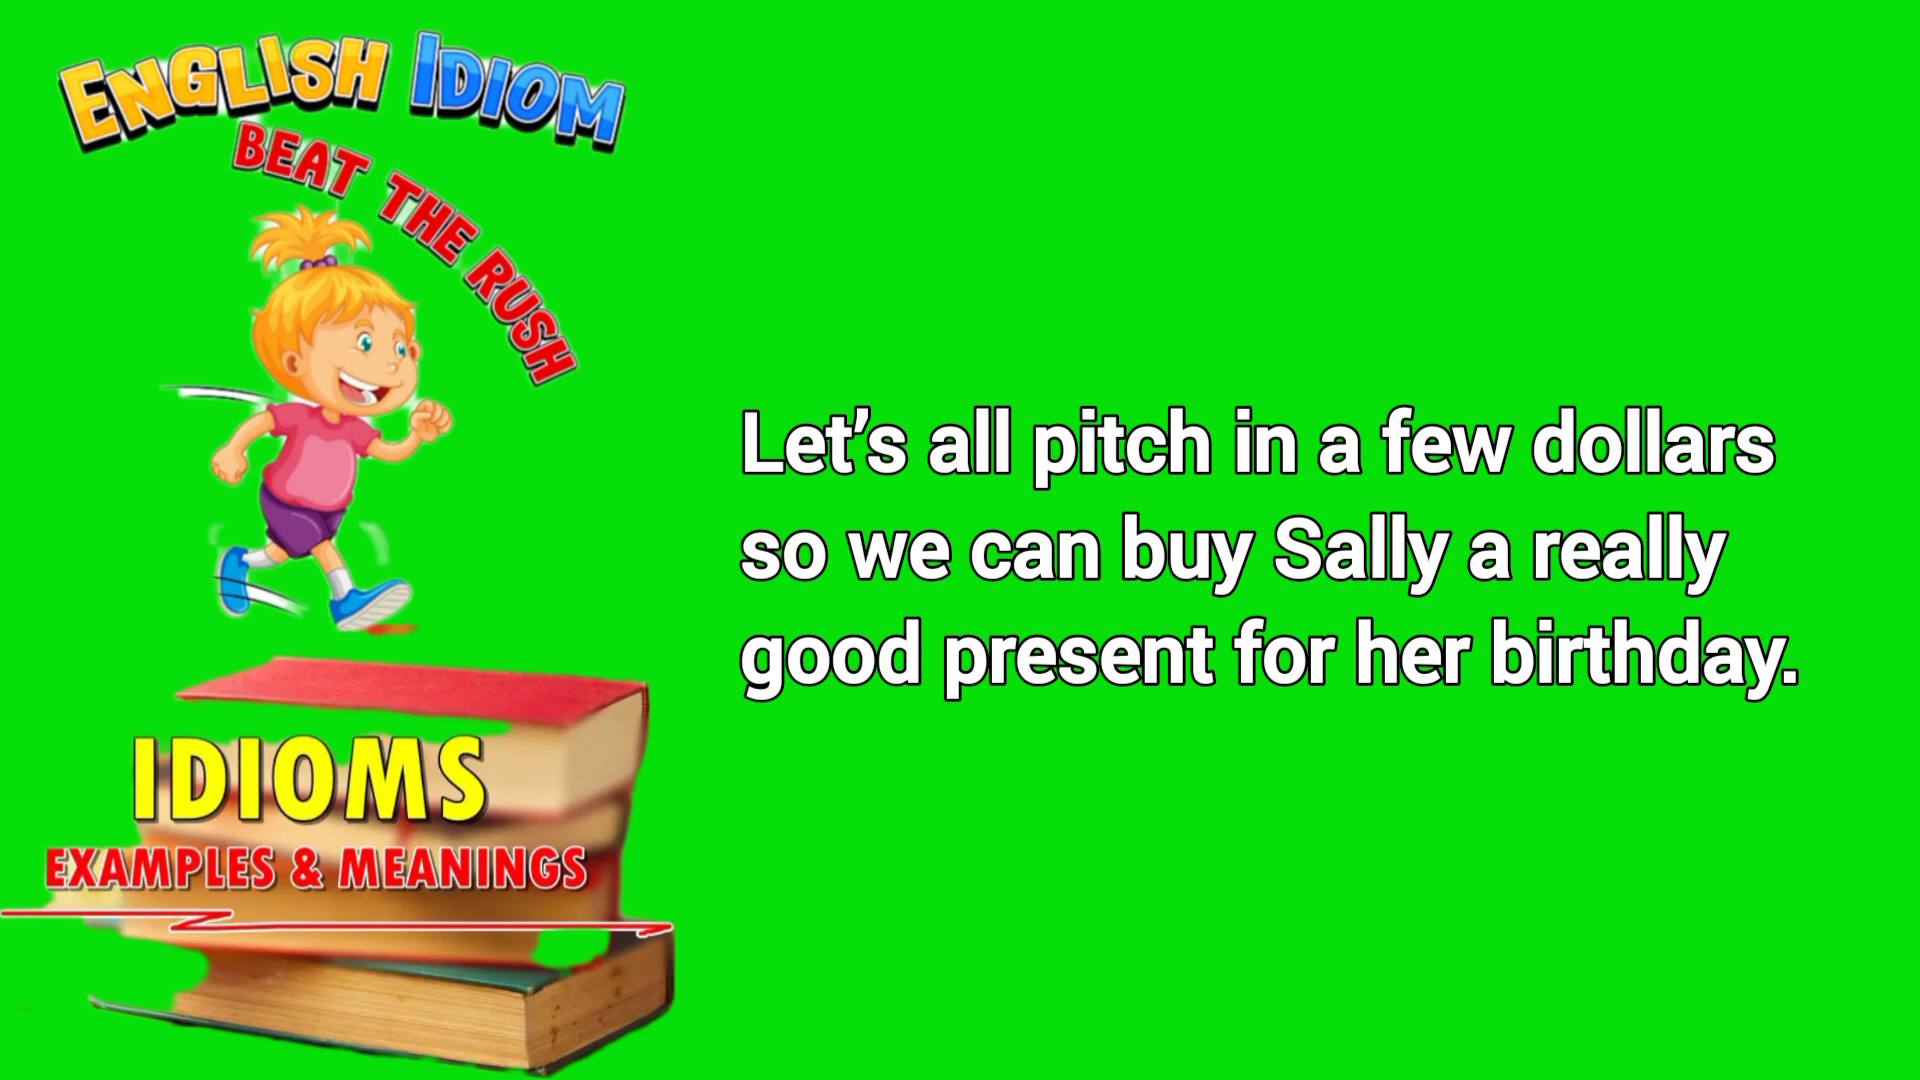 ENGLISH IDIOM
BEAT THE RUSH
IDIOMS
EXAMPLES & MEANINGS
Let’s all pitch in a few dollars
so we can buy Sally a really
good present for her birthday.